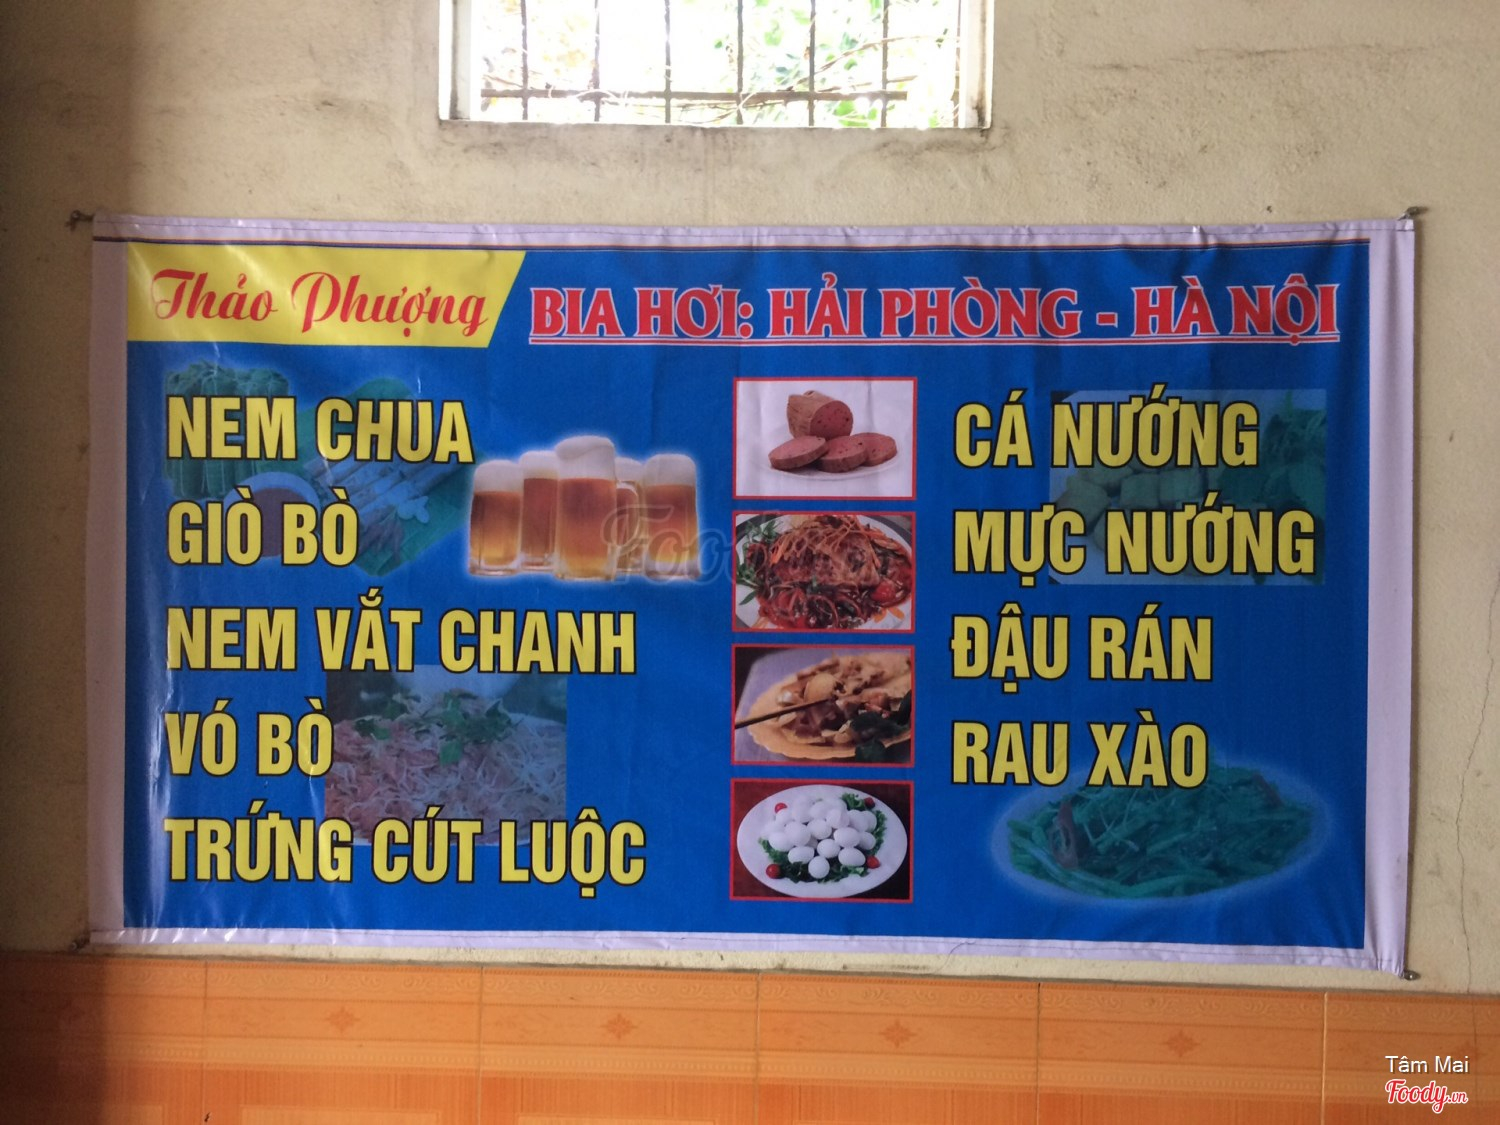 Thảo Phượng
BIA HƠI: HẢI PHÒNG - HÀ NỘI
NEM CHUA
GIÒ BÒ
NEM VẮT CHANH
VÓ BÒ
TRỨNG CÚT LUỘC
CÁ NƯỚNG
MỰC NƯỚNG
ĐẬU RÁN
RAU XÀO
Tâm Mai
Foody.vn